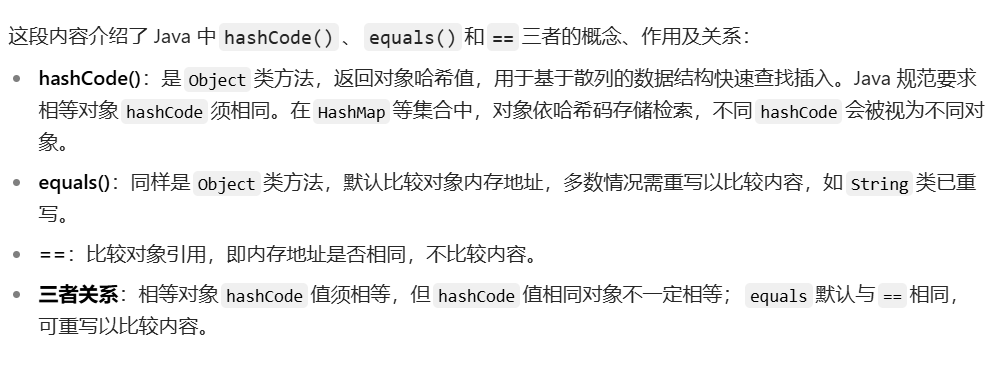 这段内容介绍了 Java 中 hashCode() 、 equals() 和 == 三者的概念、作用及关系：
• hashCode()：是 Object 类方法，返回对象哈希值，用于基于散列的数据结构快速查找插入。Java 规范要求
相等对象 hashCode 须相同。在 HashMap 等集合中，对象依哈希码存储检索，不同 hashCode 会被视为不同对
象。
• equals()：同样是 Object 类方法，默认比较对象内存地址，多数情况需重写以比较内容，如 String 类已重
写。
• ==：比较对象引用，即内存地址是否相同，不比较内容。
• 三者关系：相等对象 hashCode 值须相等，但 hashCode 值相同对象不一定相等； equals 默认与 == 相同，
可重写以比较内容。